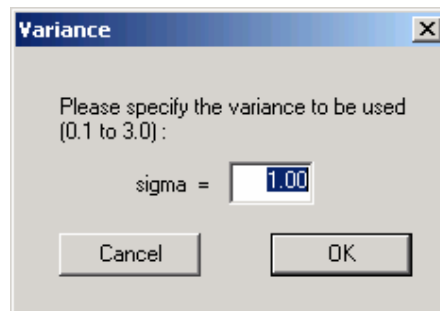 Variance
Please specify the variance to be used
(0.1 to 3.0) :
sigma = 1.00
Cancel OK